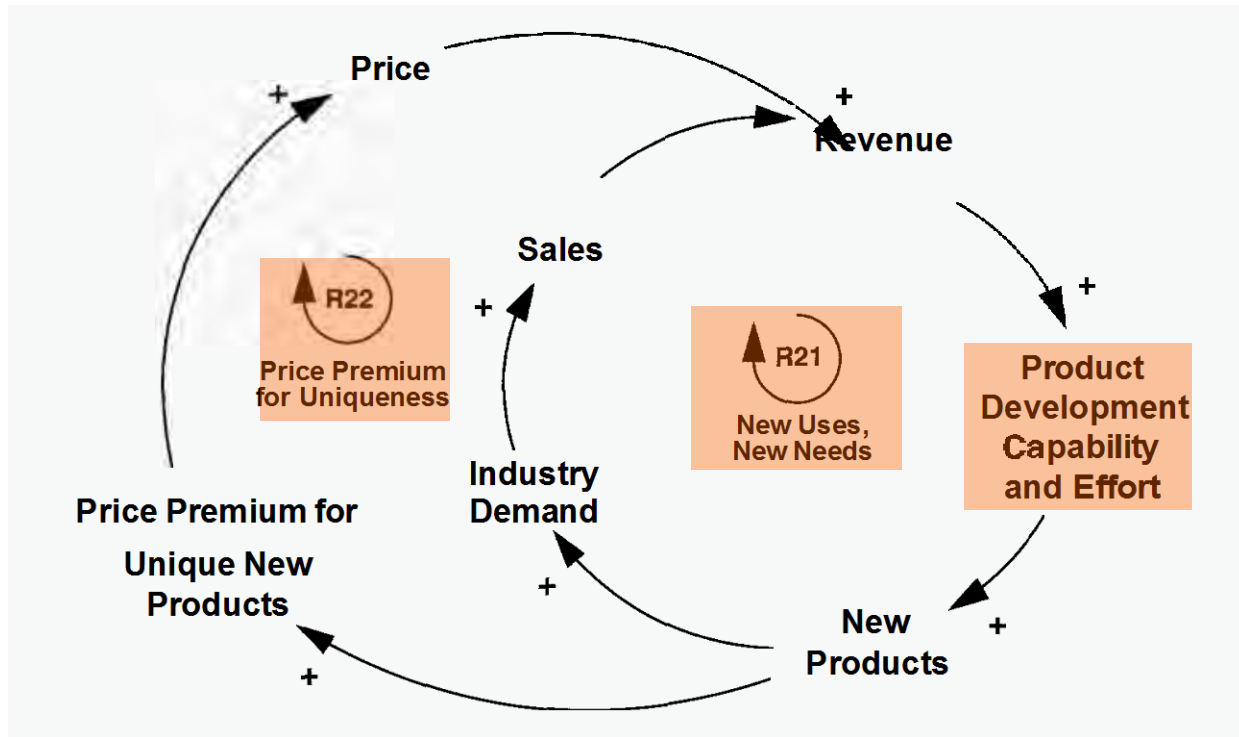 Price
+
+
Revenue
Sales
+
+
R22
Price Premium
for Uniqueness
R21
New Uses,
New Needs
Product
Development
Capability
and Effort
Industry
Demand
Price Premium for
Unique New
Products
+
+
New
Products
+